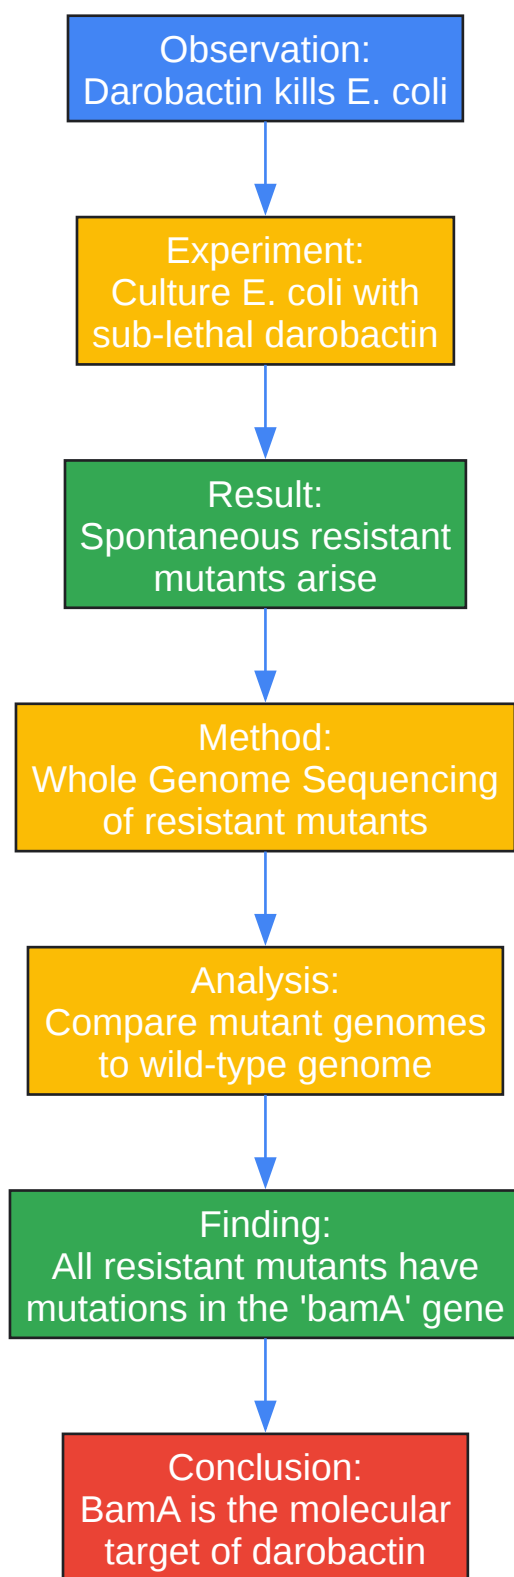 Observation:
Darobactin kills E. coli
Experiment:
Culture E. coli with
sub-lethal darobactin
Result:
Spontaneous resistant
mutants arise
Method:
Whole Genome Sequencing
of resistant mutants
Analysis:
Compare mutant genomes
to wild-type genome
Finding:
All resistant mutants have
mutations in the 'bamA' gene
Conclusion:
BamA is the molecular
target of darobactin